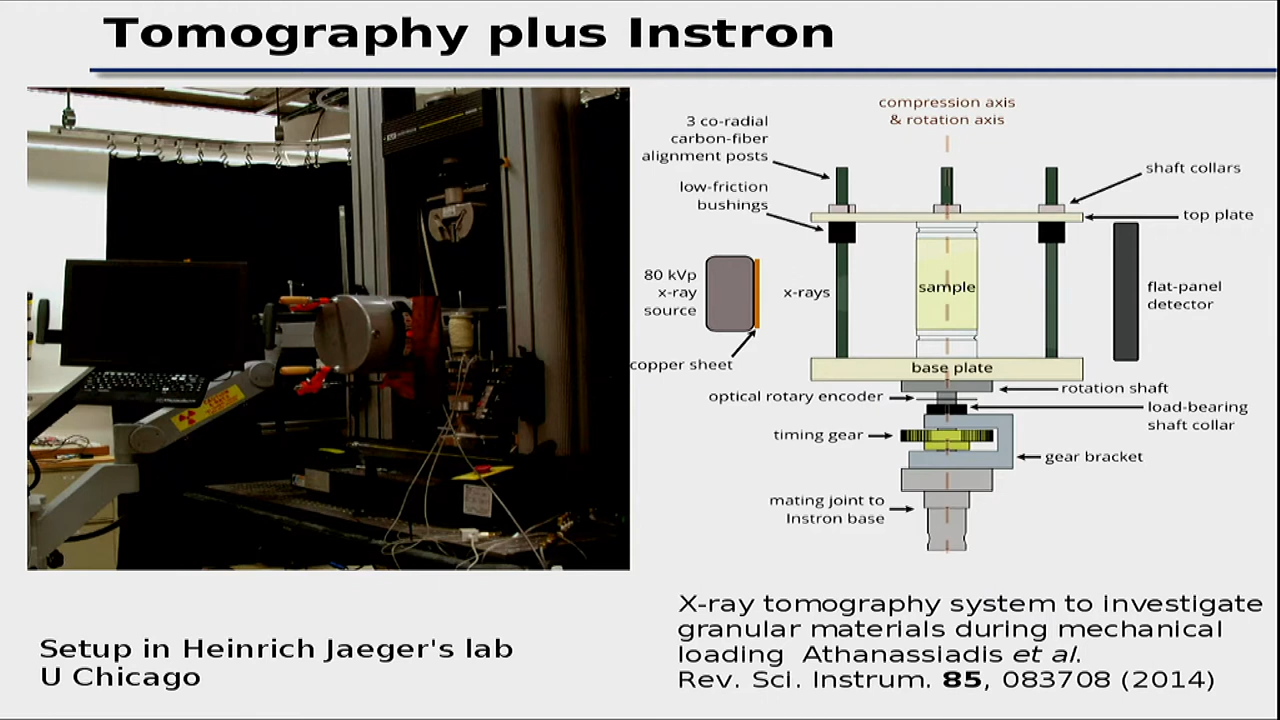 Tomography plus Instron
compression axis
& rotation axis
3 co-radial
carbon-fiber
alignment posts
shaft collars
low-friction
bushings
top plate
80 kVp
x-ray
source
x-rays
sample
flat-panel
detector
copper sheet
base plate
rotation shaft
optical rotary encoder
load-bearing
shaft collar
timing gear
gear bracket
mating joint to
Instron base
X-ray tomography system to investigate
granular materials during mechanical
loading Athanassiadis et al.
Rev. Sci. Instrum. 85, 083708 (2014)
Setup in Heinrich Jaeger's lab
U Chicago